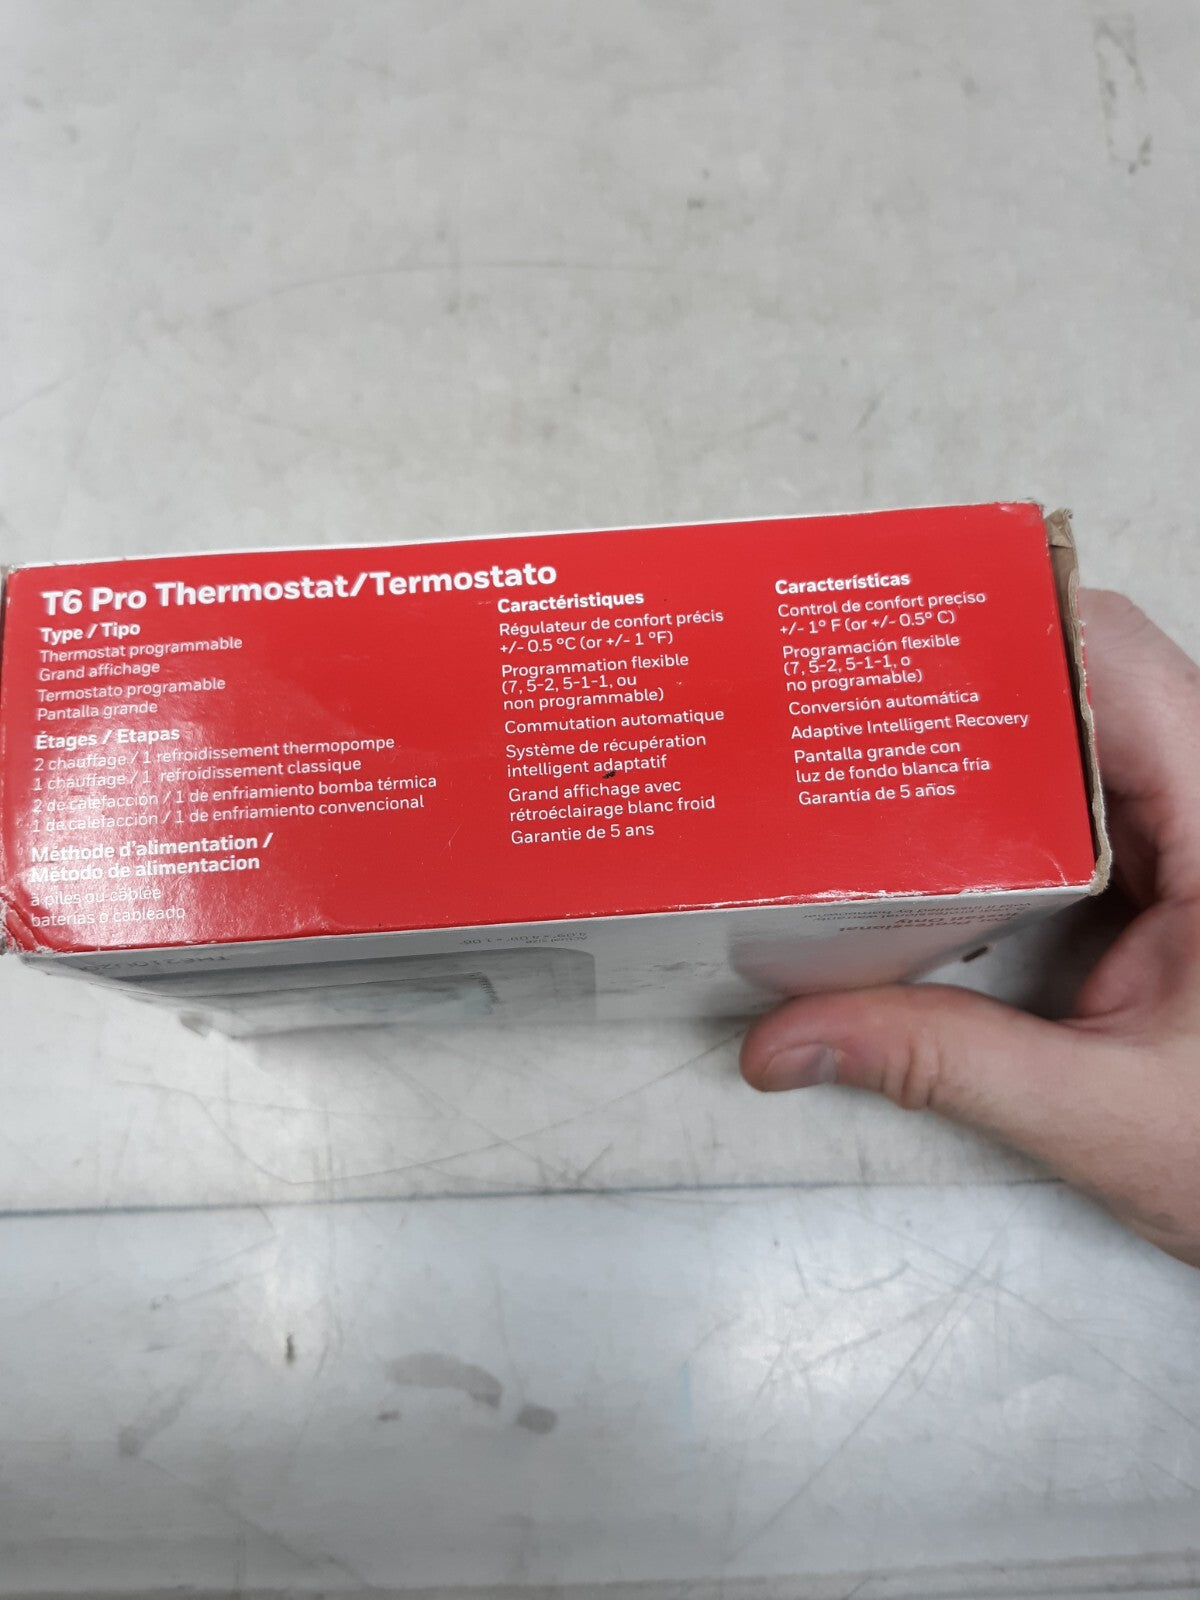 T6 Pro Thermostat/Termostato
Type / Tipo
Thermostat programmable
Grand affichage
Termostato programable
Pantalla grande
Étages / Etapas
2 chauffage / 1 refroidissement thermopompe
1 chauffage / 1 refroidissement classique
2 de calefacción / 1 de enfriamiento bomba térmica
1 de calefacción / 1 de enfriamiento convencional
Méthode d'alimentation /
Método de alimentacion
à piles ou câblée
baterías o cableado
Caractéristiques
Régulateur de confort précis
+/- 0.5 °C (or +/- 1 °F)
Programmation flexible
(7, 5-2, 5-1-1, ou
non programmable)
Commutation automatique
Système de récupération
intelligent adaptatif
Grand affichage avec
rétroéclairage blanc froid
Garantie de 5 ans
Características
Control de confort preciso
+/- 1° F (or +/- 0.5° C)
Programación flexible
(7, 5-2, 5-1-1, o
no programable)
Conversión automática
Adaptive Intelligent Recovery
Pantalla grande con
luz de fondo blanca fría
Garantía de 5 años
Professional
Install Only
Actual size